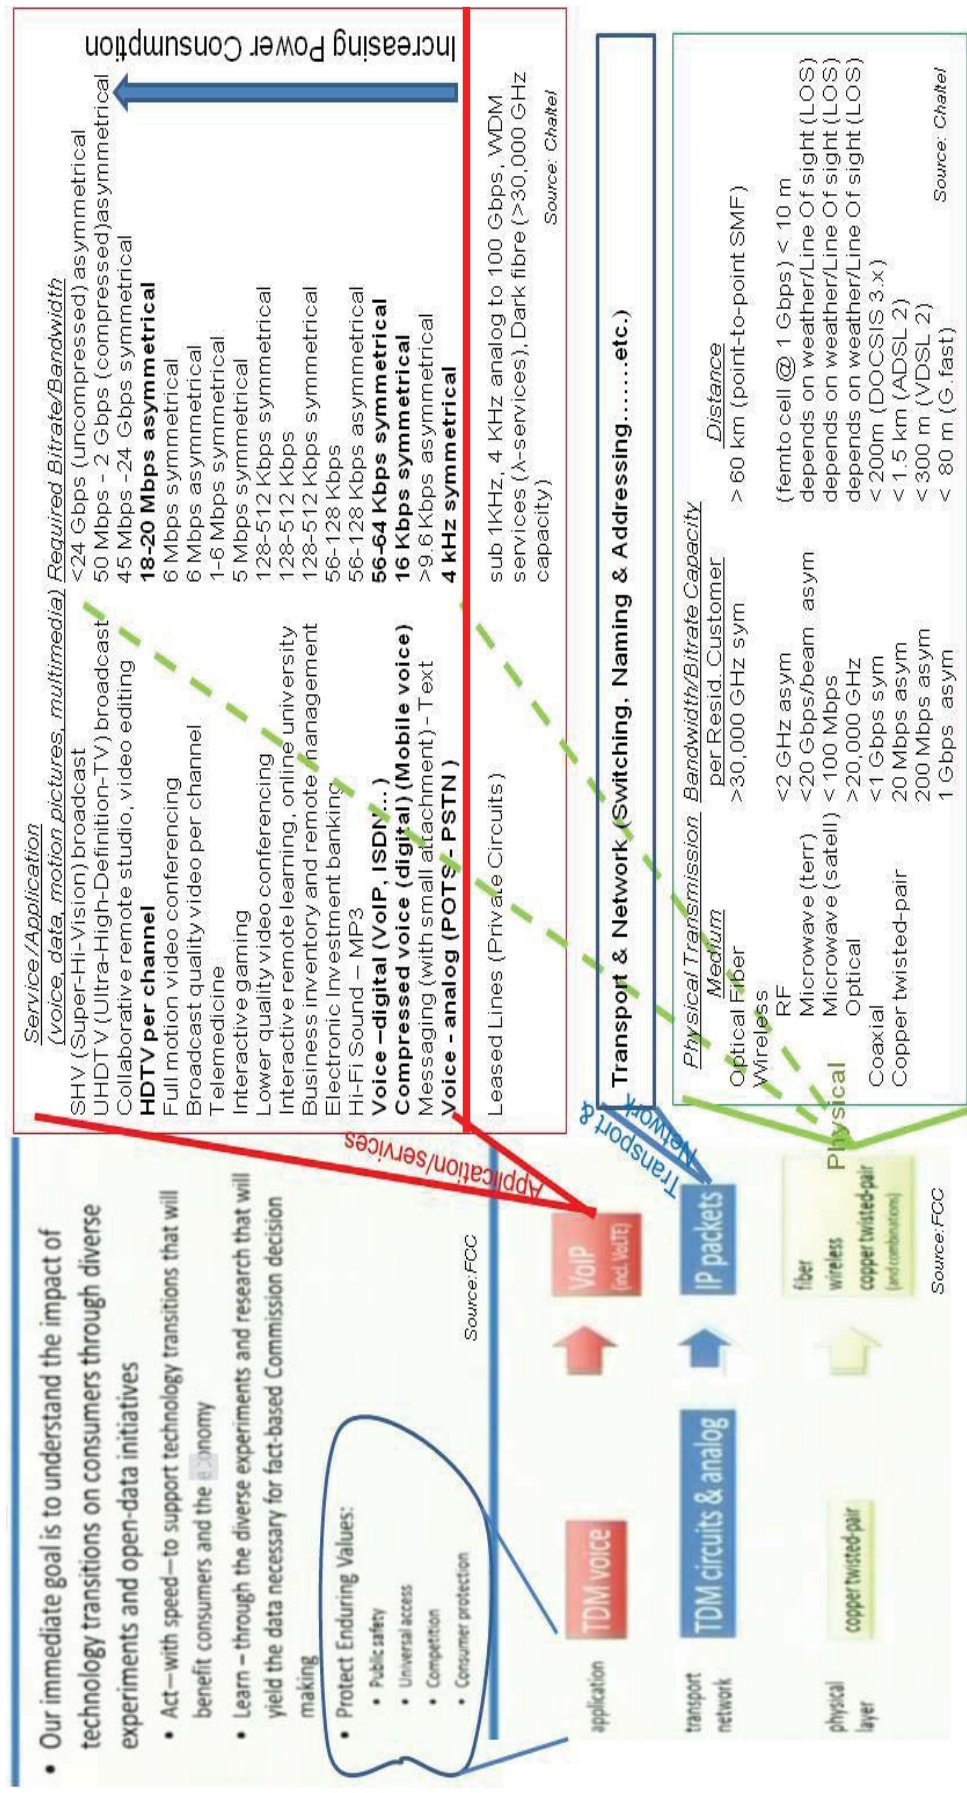 • Our immediate goal is to understand the impact of
technology transitions on consumers through diverse
experiments and open-data initiatives
• Act—with speed—to support technology transitions that will
benefit consumers and the economy
• Learn – through the diverse experiments and research that will
yield the data necessary for fact-based Commission decision
making
• Protect Enduring Values:
• Public safety
• Universal access
• Competition
• Consumer protection
Source:FCC
application
TDM voice
VoIP
(incl. VoLTE)
transport
network
TDM circuits & analog
IP packets
physical
layer
copper twisted-pair
fiber
wireless
copper twisted-pair
(and combinations)
Source:FCC
Application/services
Transport &
Network
Physical
Service/Application
(voice, data, motion pictures, multimedia) Required Bitrate/Bandwidth
SHV (Super-Hi-Vision) broadcast <24 Gbps (uncompressed) asymmetrical
UHDTV (Ultra-High-Definition-TV) broadcast 50 Mbps - 2 Gbps (compressed)asymmetrical
Collaborative remote studio, video editing 45 Mbps -24 Gbps symmetrical
HDTV per channel 18-20 Mbps asymmetrical
Full motion video conferencing 6 Mbps symmetrical
Broadcast quality video per channel 6 Mbps asymmetrical
Telemedicine 1-6 Mbps symmetrical
Interactive gaming 5 Mbps symmetrical
Lower quality video conferencing 128-512 Kbps symmetrical
Interactive remote learning, online university 128-512 Kbps
Business inventory and remote management 128-512 Kbps symmetrical
Electronic Investment banking 56-128 Kbps
Hi-Fi Sound – MP3 56-128 Kbps asymmetrical
Voice –digital (VoIP, ISDN...) 56-64 Kbps symmetrical
Compressed voice (digital) (Mobile voice) 16 Kbps symmetrical
Messaging (with small attachment) - Text >9.6 Kbps asymmetrical
Voice - analog (POTS - PSTN) 4 kHz symmetrical
Increasing Power Consumption
Leased Lines (Private Circuits) sub 1KHz, 4 KHz analog to 100 Gbps, WDM
services (λ-services), Dark fibre (>30,000 GHz
capacity)
Source: Chaltel
Transport & Network (Switching, Naming & Addressing.......etc.)
Physical Transmission Bandwidth/Bitrate Capacity Distance
Medium per Resid. Customer
Optical Fiber >30,000 GHz sym > 60 km (point-to-point SMF)
Wireless
RF <2 GHz asym (femtocell @ 1 Gbps) < 10 m
Microwave (terr) <20 Gbps/beam asym depends on weather/Line Of sight (LOS)
Microwave (satell) < 100 Mbps depends on weather/Line Of sight (LOS)
Optical >20,000 GHz depends on weather/Line Of sight (LOS)
Coaxial <1 Gbps sym <200m (DOCSIS 3.x)
Copper twisted-pair 20 Mbps asym < 1.5 km (ADSL 2)
200 Mbps asym < 300 m (VDSL 2)
1 Gbps asym < 80 m (G.fast)
Source: Chaltel